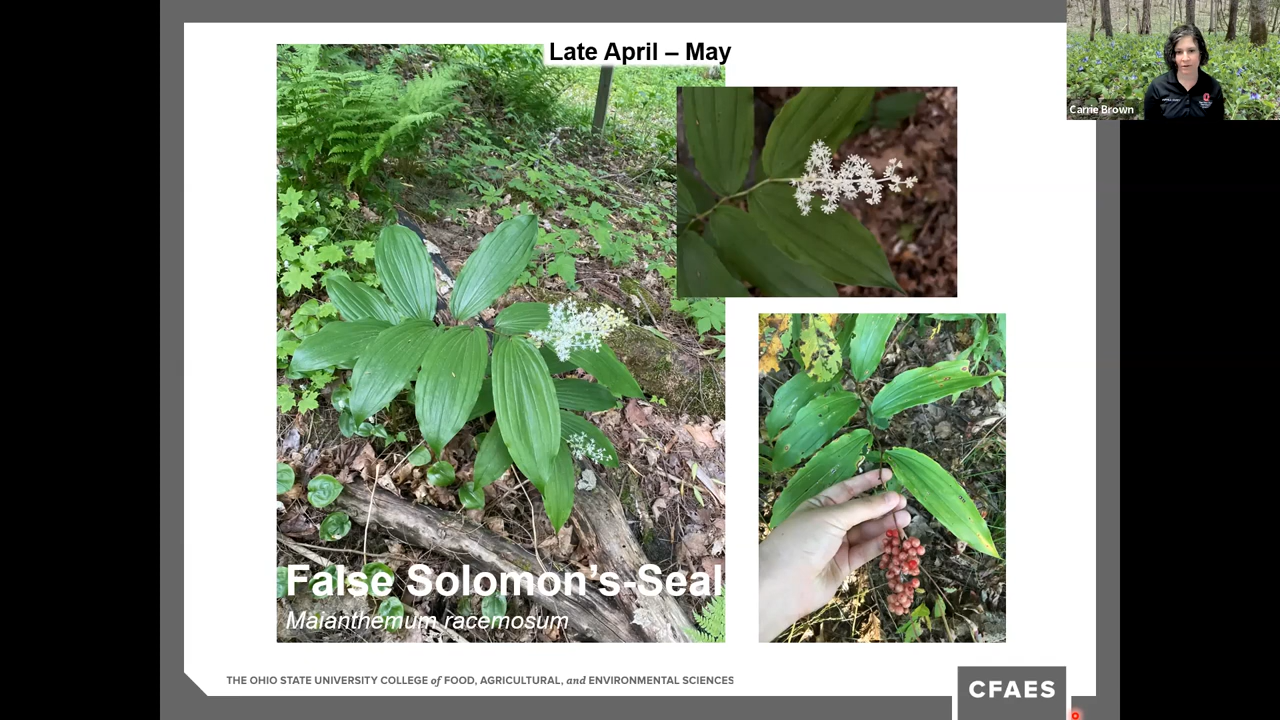 Late April – May
Carrie Brown
False Solomon's-Seal
Maianthemum racemosum
THE OHIO STATE UNIVERSITY COLLEGE of FOOD, AGRICULTURAL, and ENVIRONMENTAL SCIENCES
CFAES